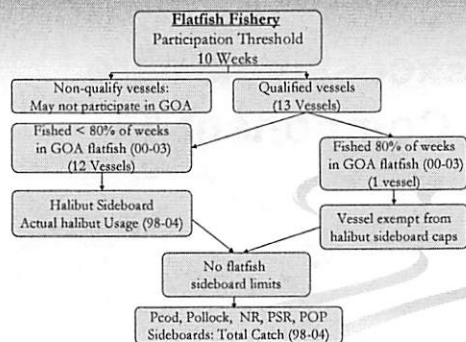 Flatfish Fishery
Participation Threshold
10 Weeks
Non-qualify vessels:
May not participate in GOA
Qualified vessels
(13 Vessels)
Fished < 80% of weeks
in GOA flatfish (00-03)
(12 Vessels)
Fished 80% of weeks
in GOA flatfish (00-03)
(1 vessel)
Halibut Sideboard
Actual halibut Usage (98-04)
Vessel exempt from
halibut sideboard caps
No flatfish
sideboard limits
Pcod, Pollock, NR, PSR, POP
Sideboards: Total Catch (98-04)